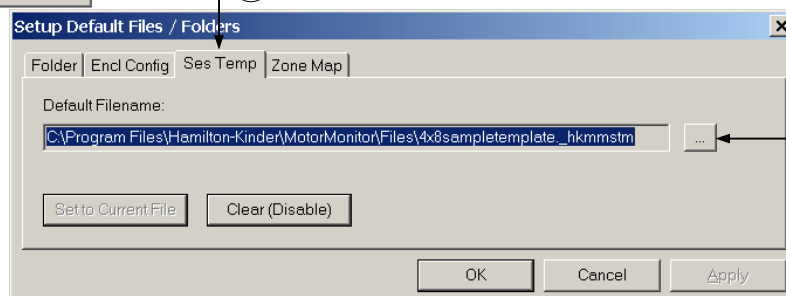 Setup Default Files / Folders
Folder Encl Config Ses Temp Zone Map
Default Filename:
C:\Program Files\Hamilton-Kinder\MotorMonitor\Files\4x8sampletemplate._hkmmstm ...
Set to Current File Clear (Disable)
OK Cancel Apply